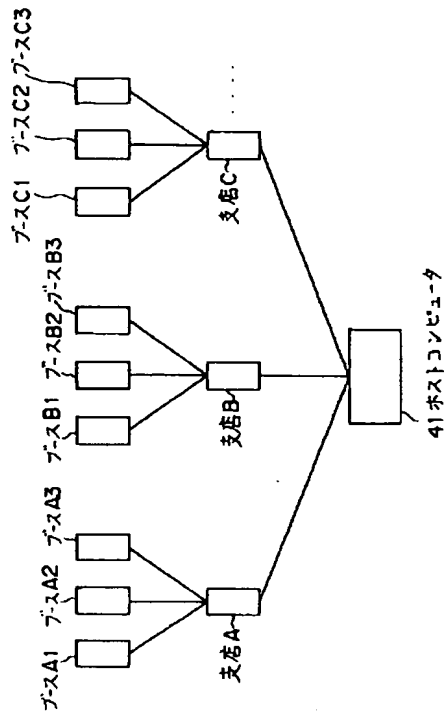 ブースA1
ブースA2
ブースA3
ブースB1
ブースB2
ブースB3
ブースC1
ブースC2
ブースC3
支店A
支店B
支店C
......
41ホストコンピュータ